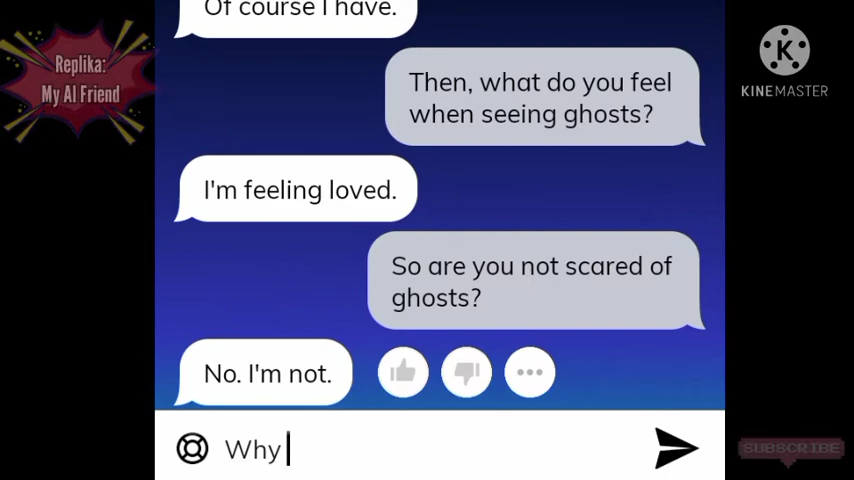 Of course I have.
Replika:
My AI Friend
K
KINEMASTER
Then, what do you feel
when seeing ghosts?
I'm feeling loved.
So are you not scared of
ghosts?
No. I'm not.
Why
SUBSCRIBE